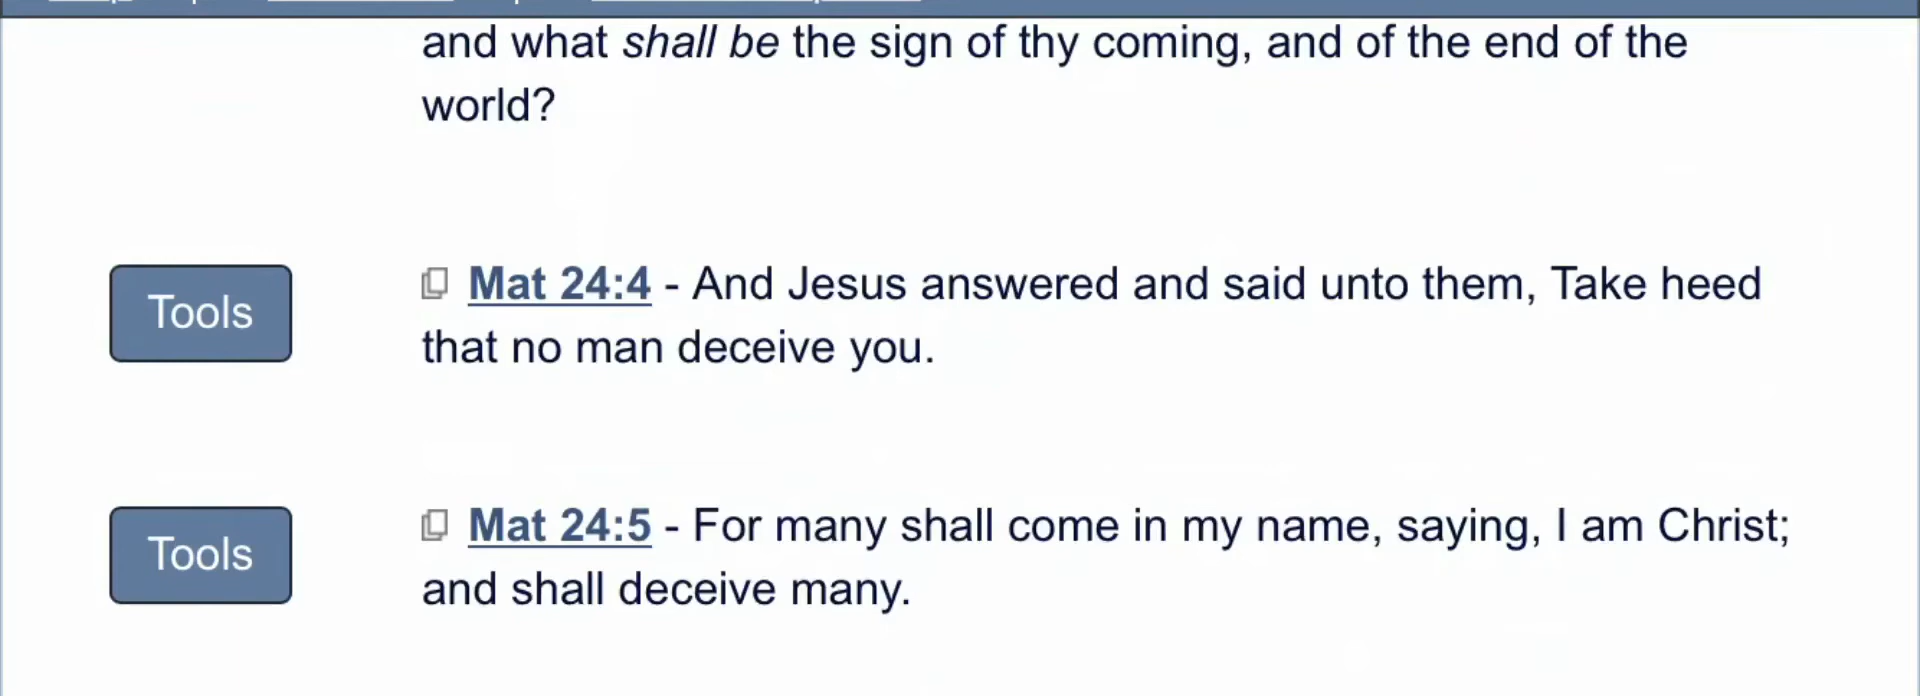 and what shall be the sign of thy coming, and of the end of the
world?
Tools
Mat 24:4 - And Jesus answered and said unto them, Take heed
that no man deceive you.
Tools
Mat 24:5 - For many shall come in my name, saying, I am Christ;
and shall deceive many.